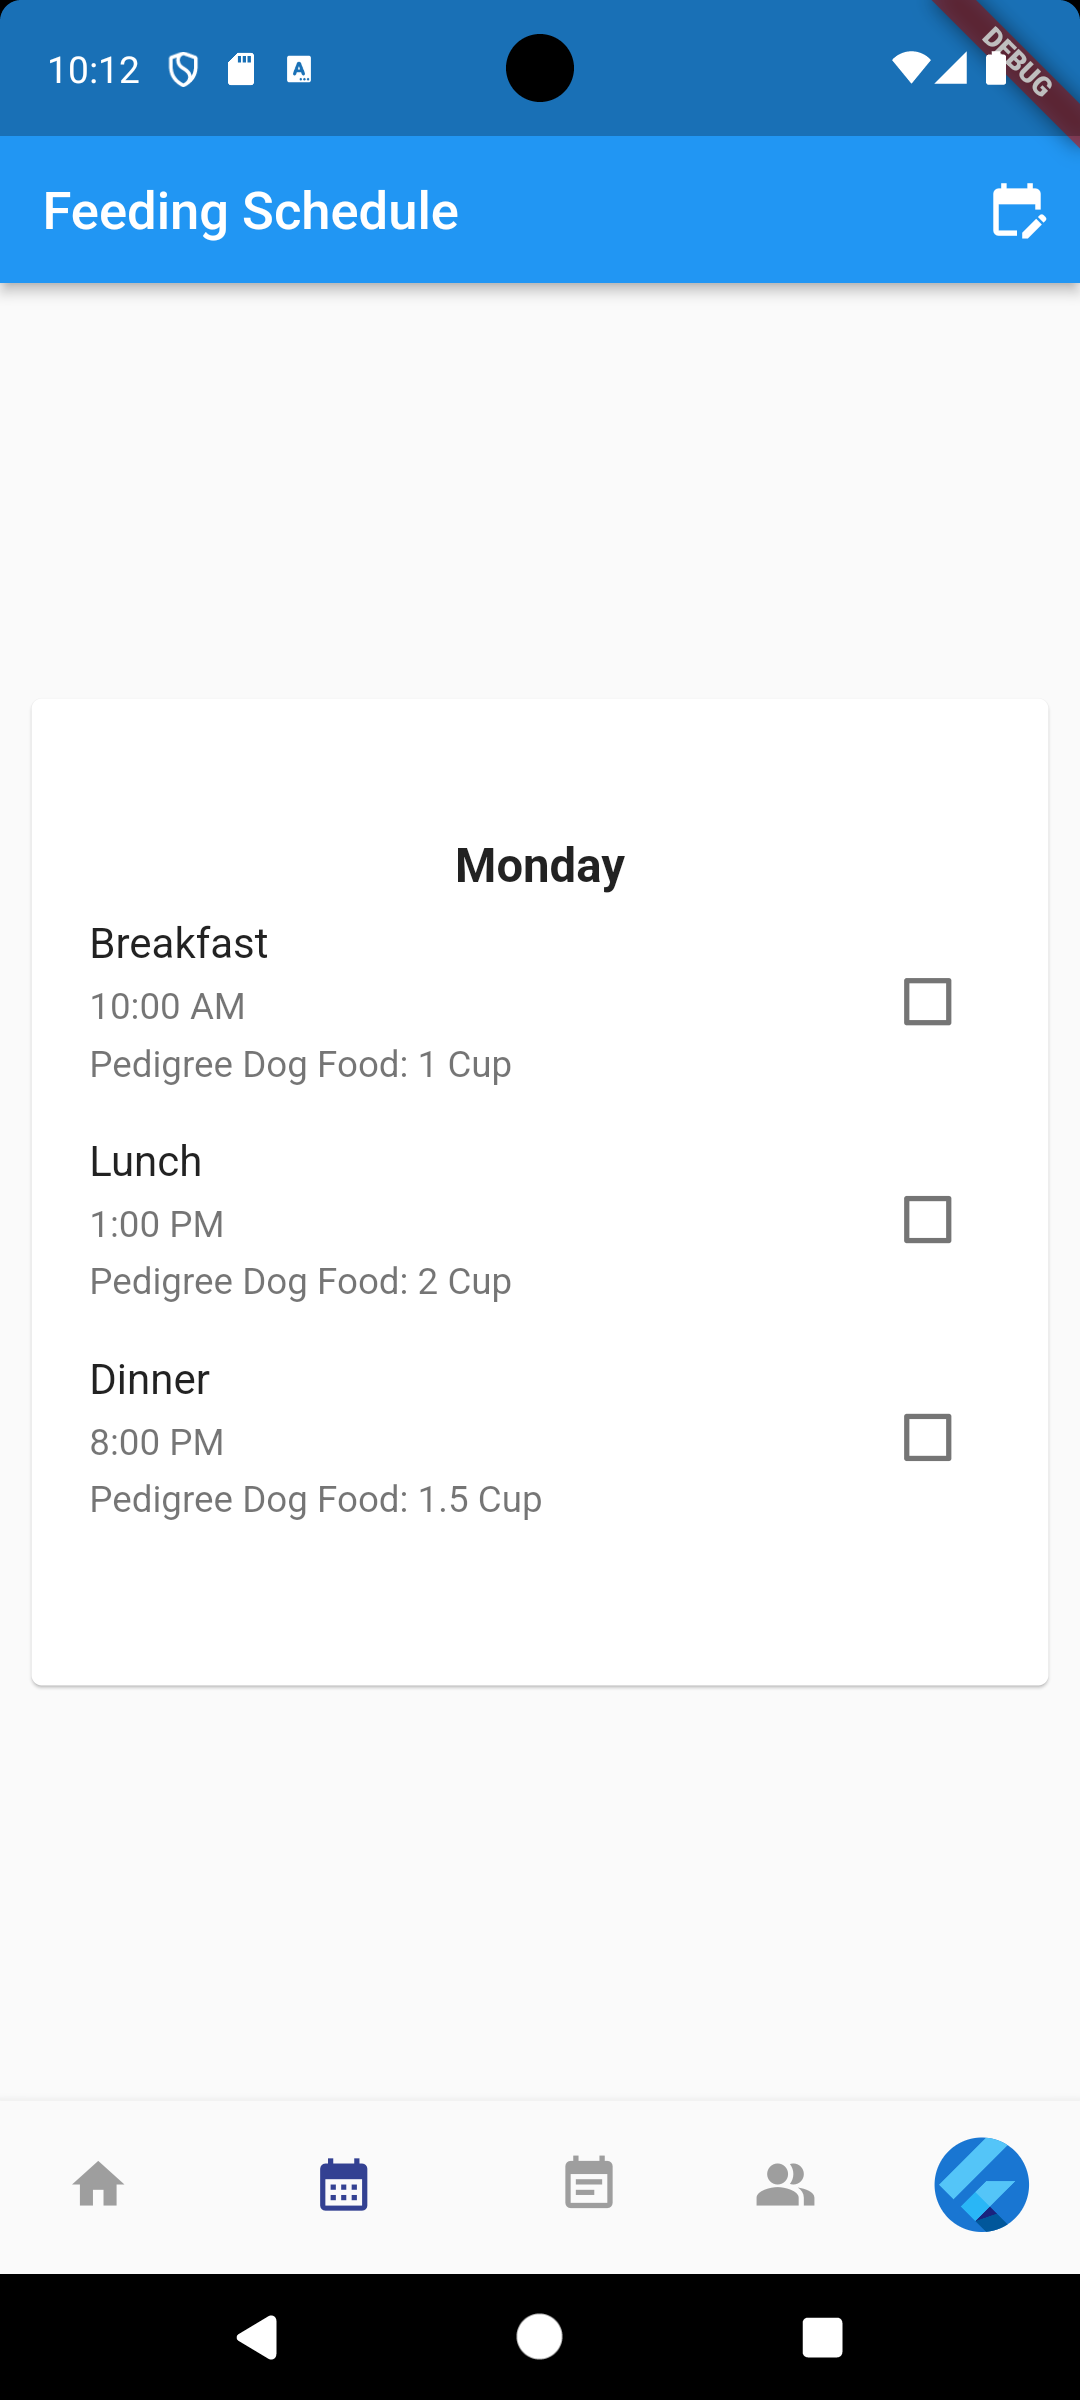 10:12
DEBUG
Feeding Schedule
Monday
Breakfast
10:00 AM
Pedigree Dog Food: 1 Cup
Lunch
1:00 PM
Pedigree Dog Food: 2 Cup
Dinner
8:00 PM
Pedigree Dog Food: 1.5 Cup